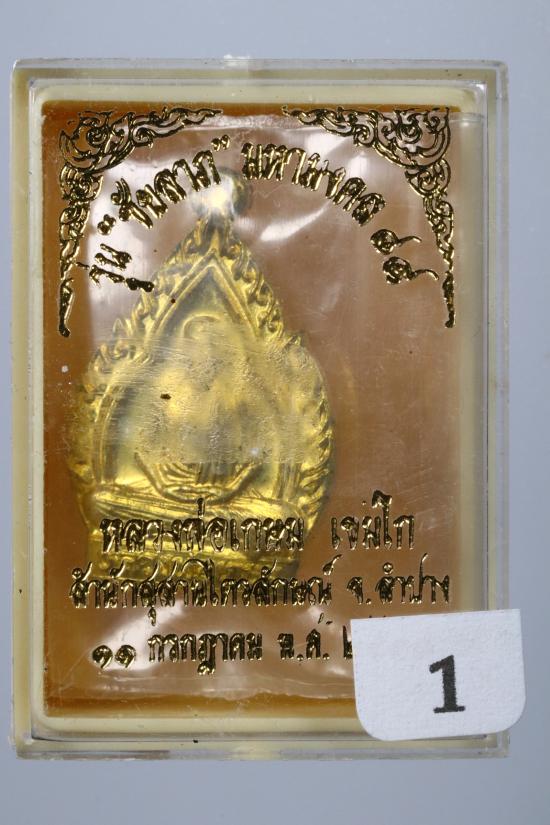 รุ่น "ชัยลาภ" มหามงคล ๘๑
หลวงพ่อเกษม เขมโก
สำนักสุสานไตรลักษณ์ จ.ลำปาง
๑๑ กรกฎาคม
1